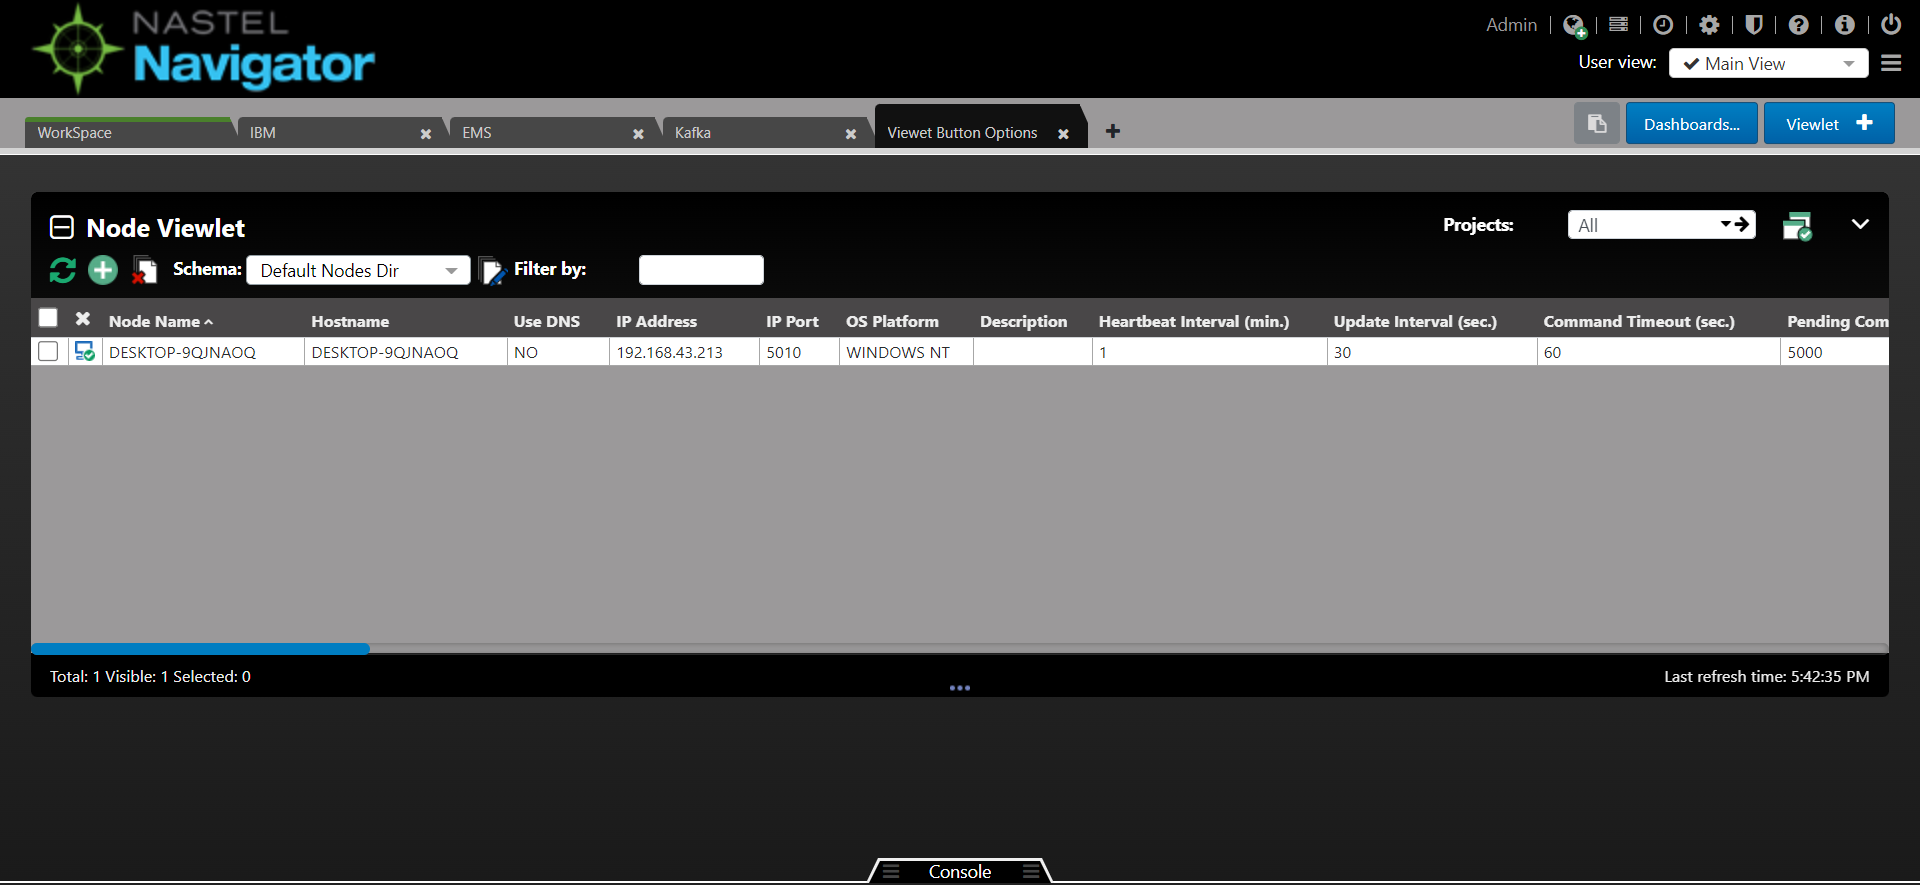 NASTEL
Navigator
Admin
User view: Main View
WorkSpace
IBM
EMS
Kafka
Viewet Button Options
Dashboards...
Viewlet
Node Viewlet
Projects: All
Schema: Default Nodes Dir Filter by:
Node Name Hostname Use DNS IP Address IP Port OS Platform Description Heartbeat Interval (min.) Update Interval (sec.) Command Timeout (sec.) Pending Com
DESKTOP-9QJNAOQ DESKTOP-9QJNAOQ NO 192.168.43.213 5010 WINDOWS NT 1 30 60 5000
Total: 1 Visible: 1 Selected: 0
Last refresh time: 5:42:35 PM
Console